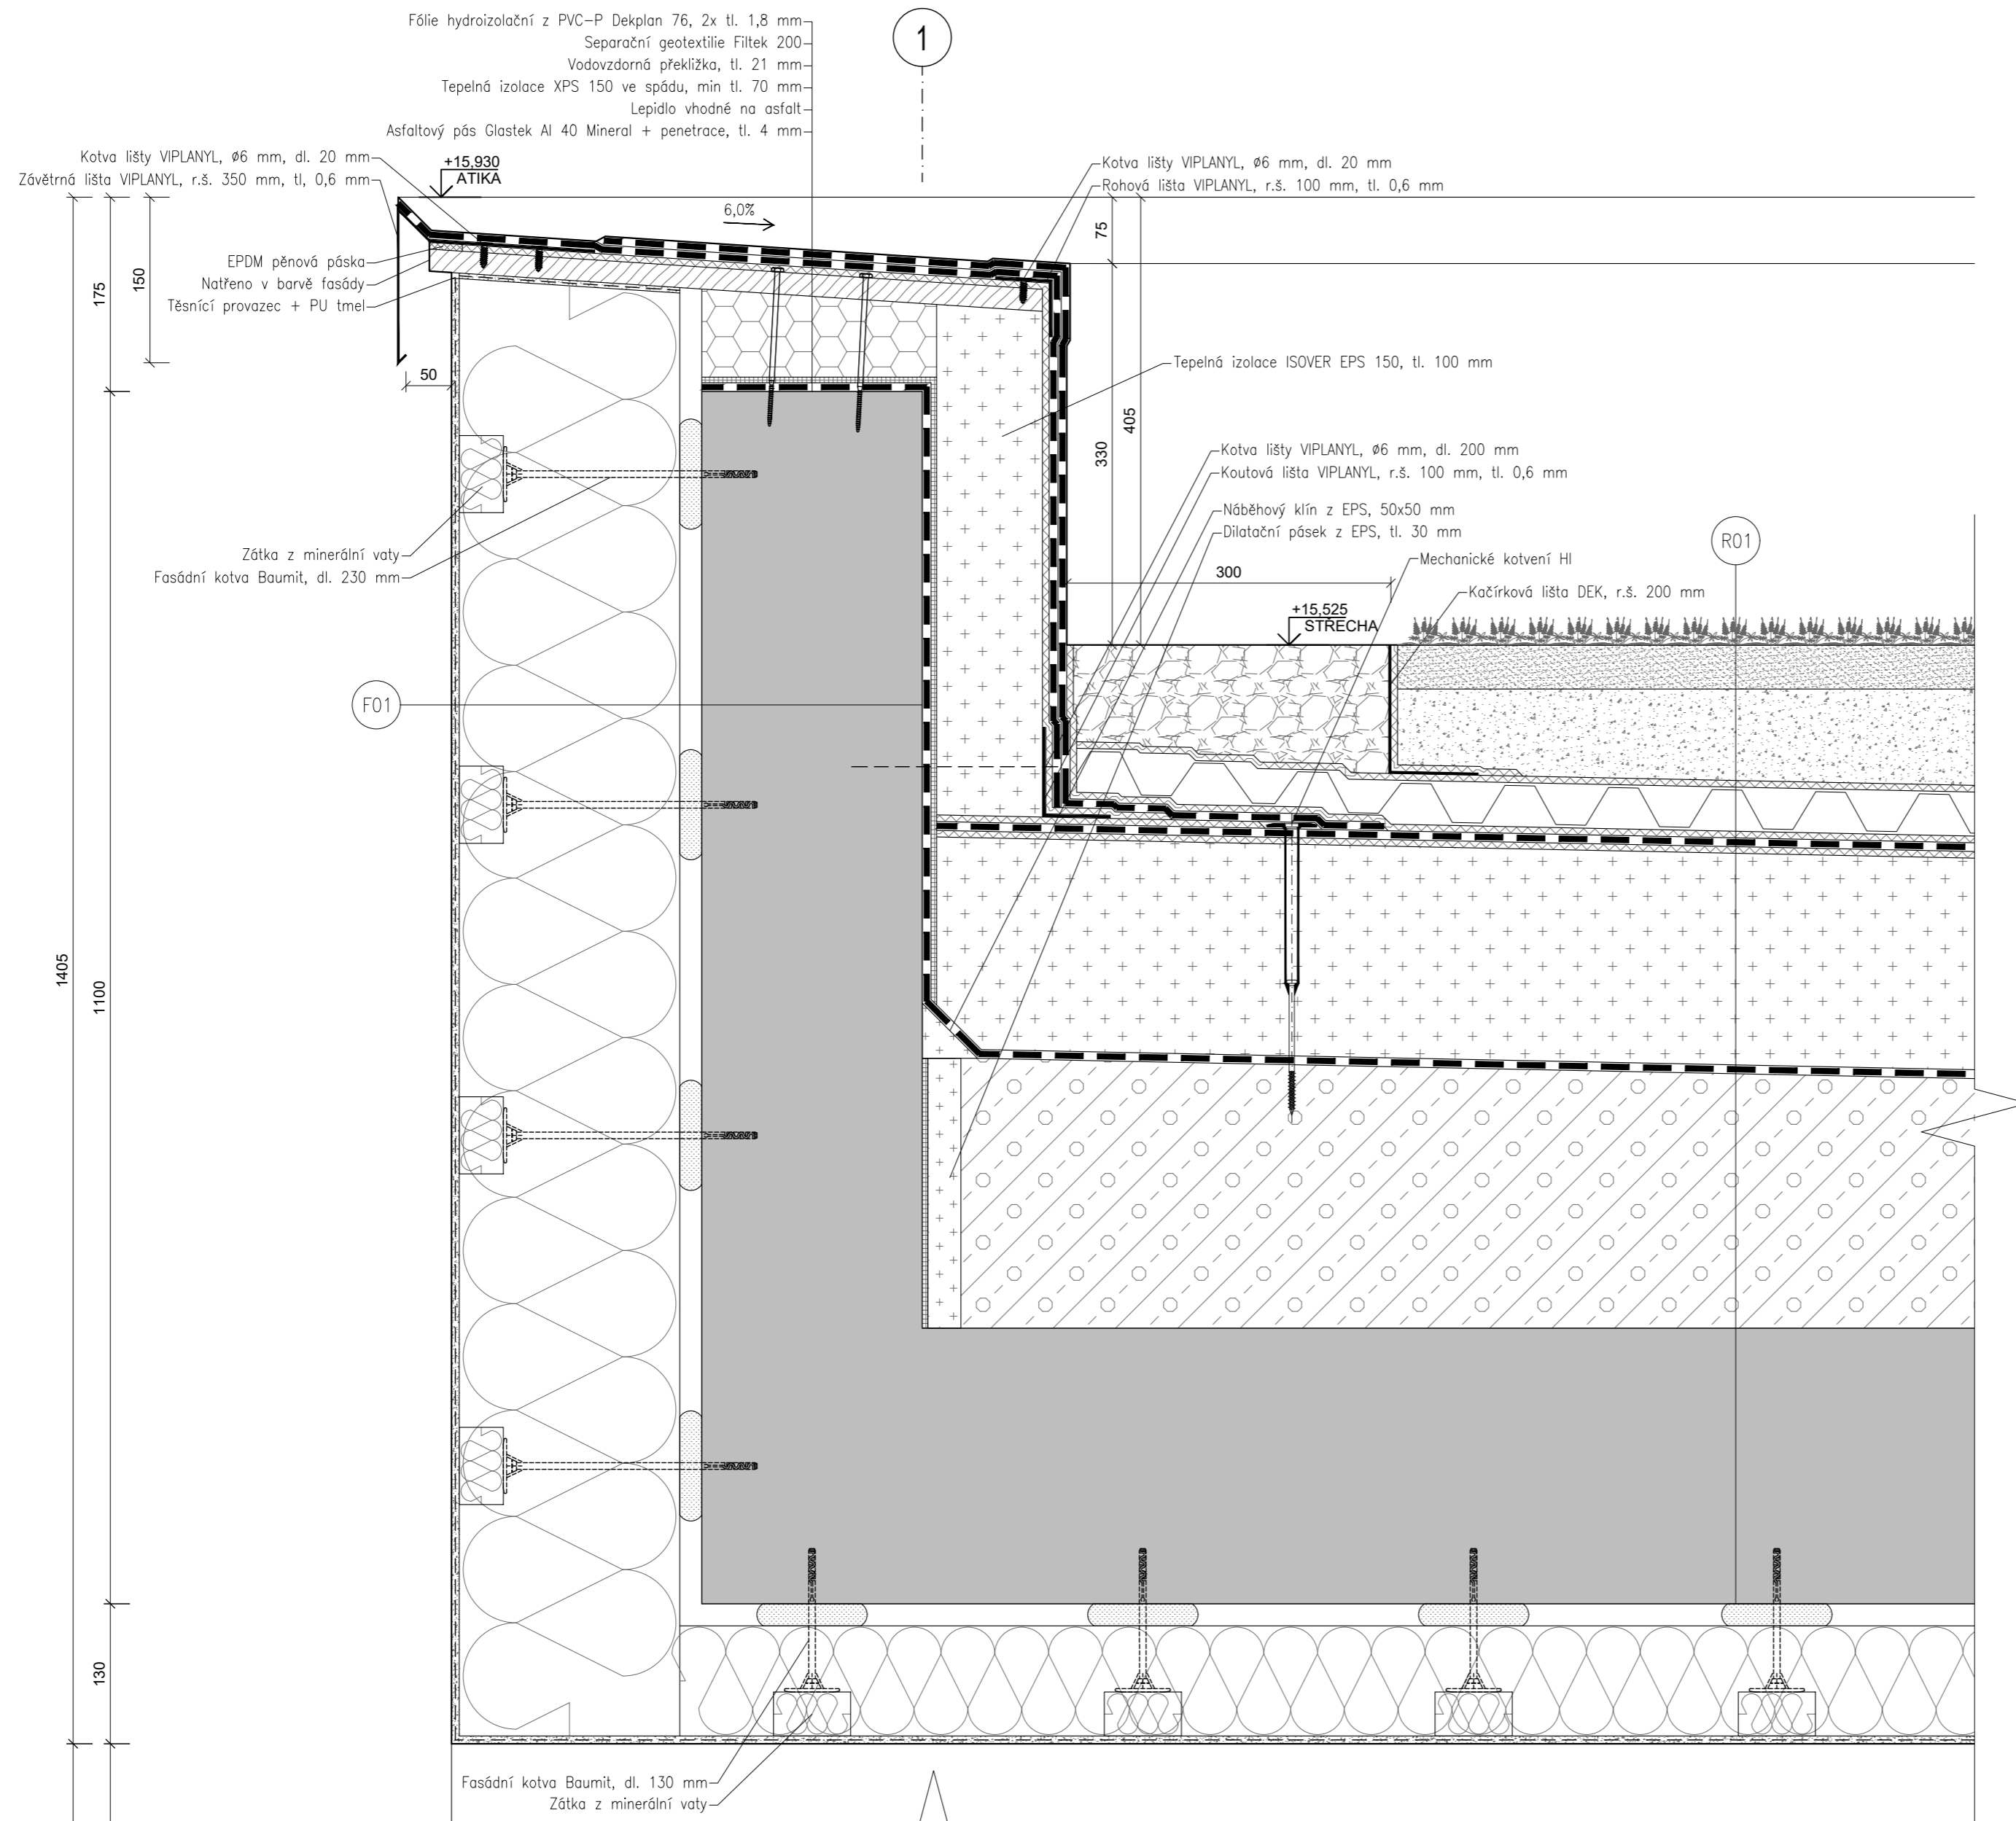 Fólie hydroizolační z PVC-P Dekplan 76, 2x tl. 1,8 mm
Separační geotextilie Filtek 200
Vodovzdorná překližka, tl. 21 mm
Tepelná izolace XPS 150 ve spádu, min tl. 70 mm
Lepidlo vhodné na asfalt
Asfaltový pás Glastek Al 40 Mineral + penetrace, tl. 4 mm
1
Kotva lišty VIPLANYL, ø6 mm, dl. 20 mm
Závětrná lišta VIPLANYL, r.š. 350 mm, tl, 0,6 mm
+15,930
ATIKA
Kotva lišty VIPLANYL, ø6 mm, dl. 20 mm
Rohová lišta VIPLANYL, r.š. 100 mm, tl. 0,6 mm
6,0%
75
EPDM pěnová páska
Natřeno v barvě fasády
Těsnící provazec + PU tmel
150
175
50
Tepelná izolace ISOVER EPS 150, tl. 100 mm
405
330
Kotva lišty VIPLANYL, ø6 mm, dl. 200 mm
Koutová lišta VIPLANYL, r.š. 100 mm, tl. 0,6 mm
Náběhový klín z EPS, 50x50 mm
Dilatační pásek z EPS, tl. 30 mm
Zátka z minerální vaty
Fasádní kotva Baumit, dl. 230 mm
R01
Mechanické kotvení HI
300
Kačírková lišta DEK, r.š. 200 mm
+15,525
STŘECHA
F01
1405
1100
130
Fasádní kotva Baumit, dl. 130 mm
Zátka z minerální vaty